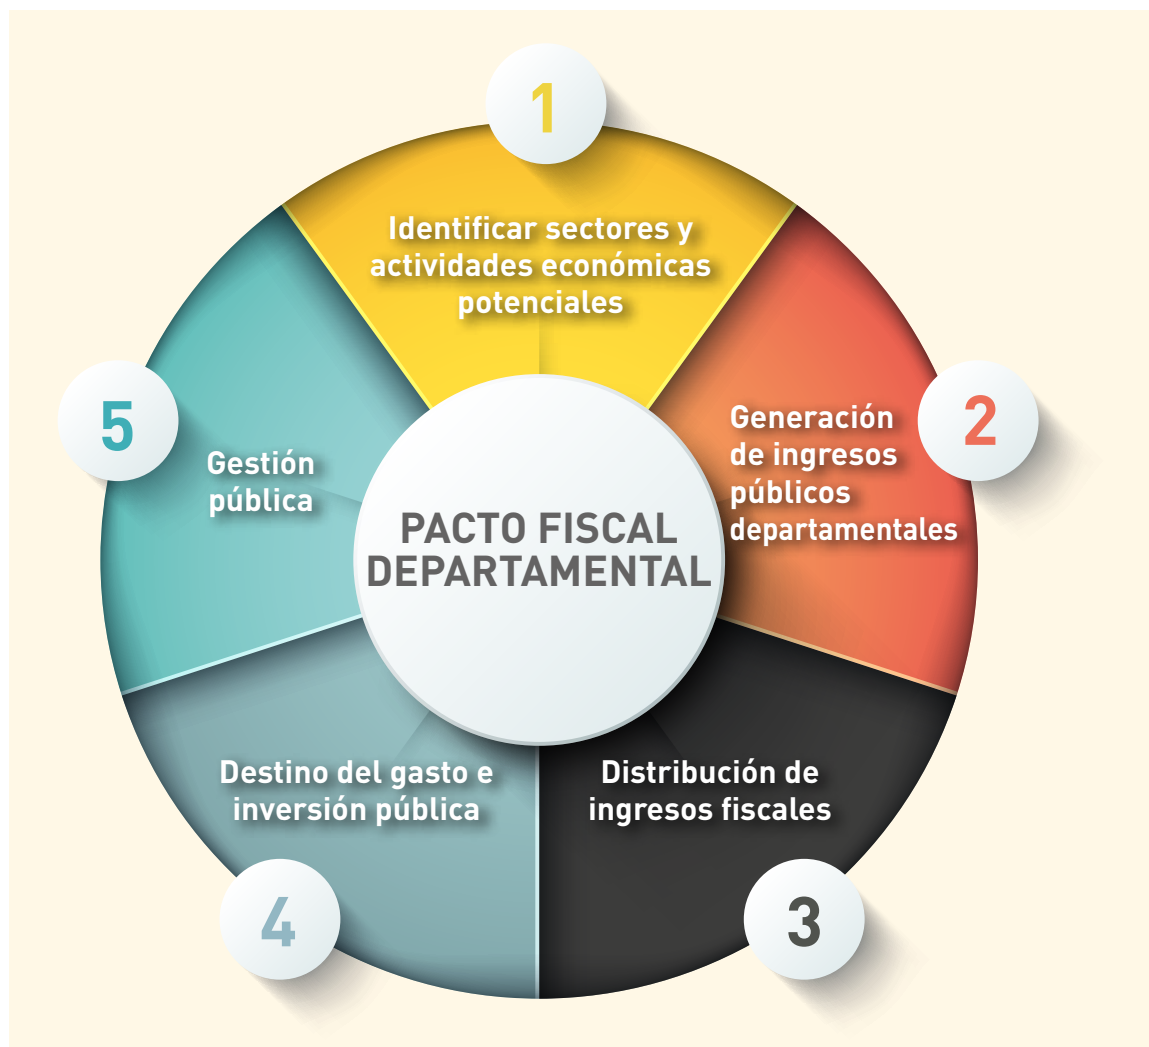 1
Identificar sectores y
actividades económicas
potenciales
2
Generación
de ingresos
públicos
departamentales
3
Distribución de
ingresos fiscales
4
Destino del gasto e
inversión pública
5
Gestión
pública
PACTO FISCAL
DEPARTAMENTAL